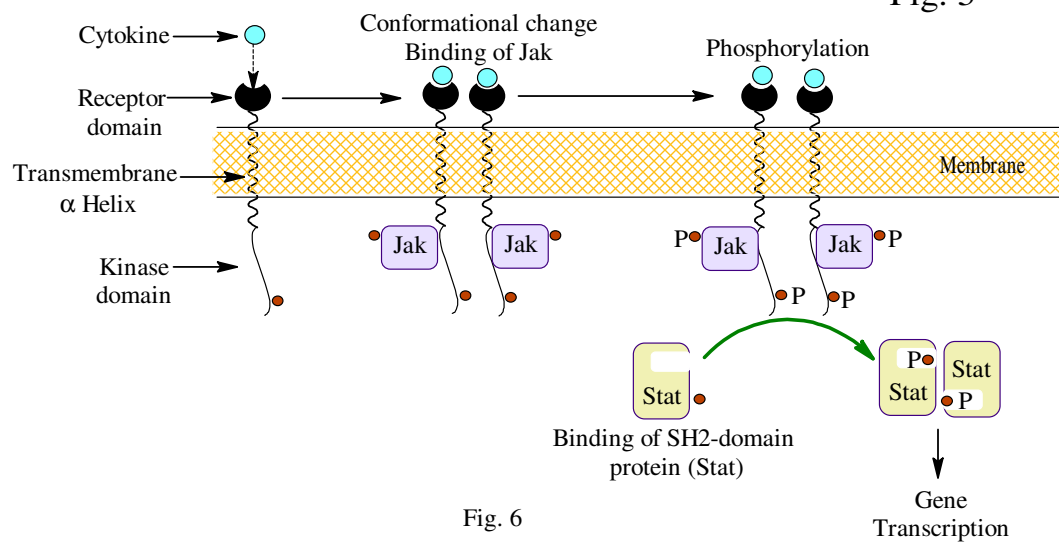 Fig. 5
Cytokine
Conformational change
Binding of Jak
Phosphorylation
Receptor
domain
Membrane
Transmembrane
α Helix
Jak
Jak
P
Jak
Jak
P
Kinase
domain
P
P
Stat
P
Stat
Stat
P
Binding of SH2-domain
protein (Stat)
Gene
Transcription
Fig. 6